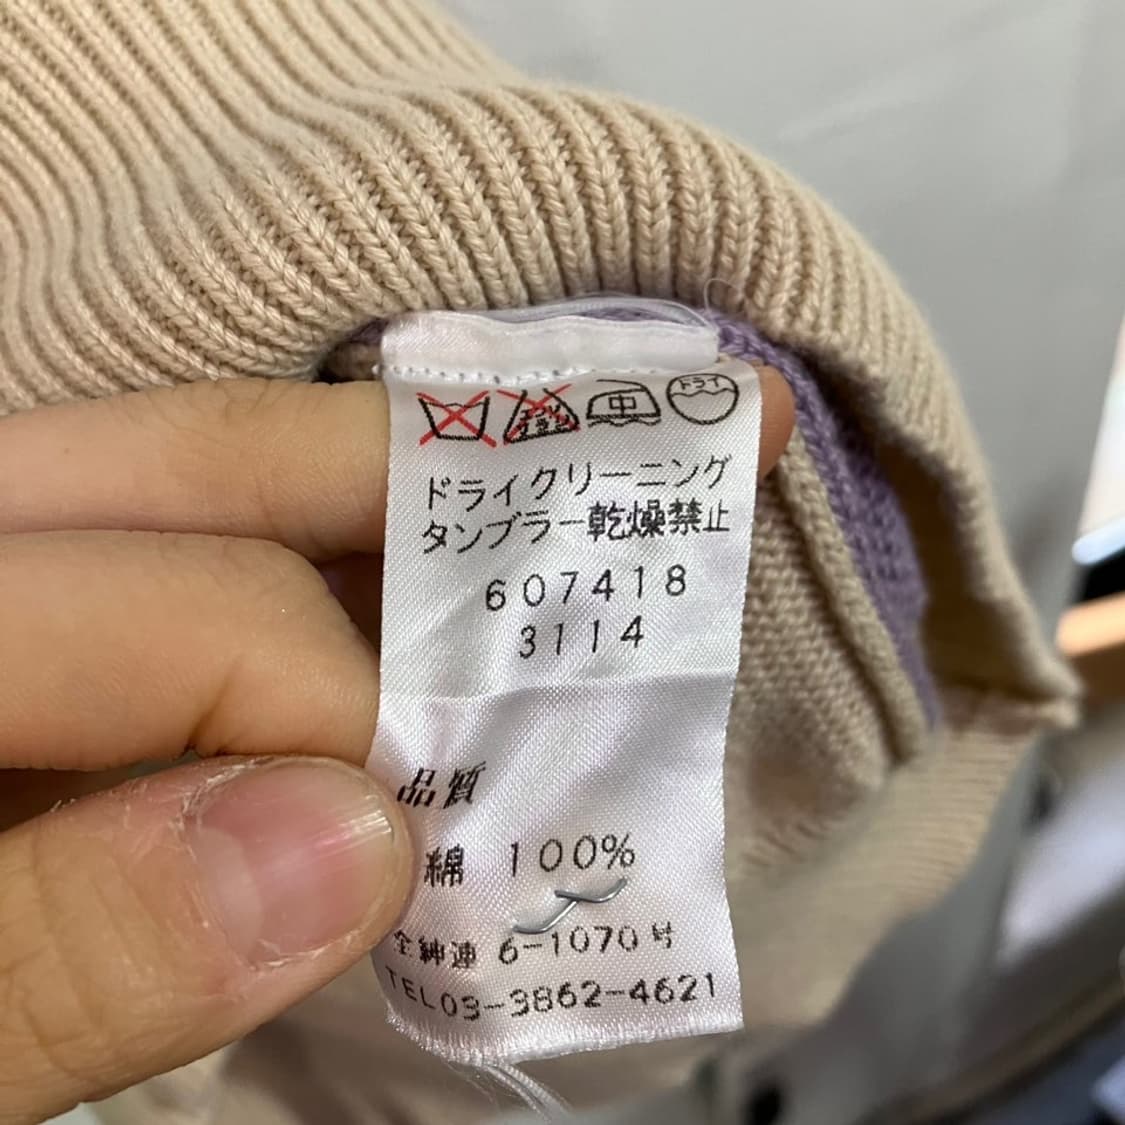 中 ドライ
ドライクリーニング
タンブラー乾燥禁止
607418
3114
品質
綿 100%
全紳連 6-1070号
TEL03-3862-4621